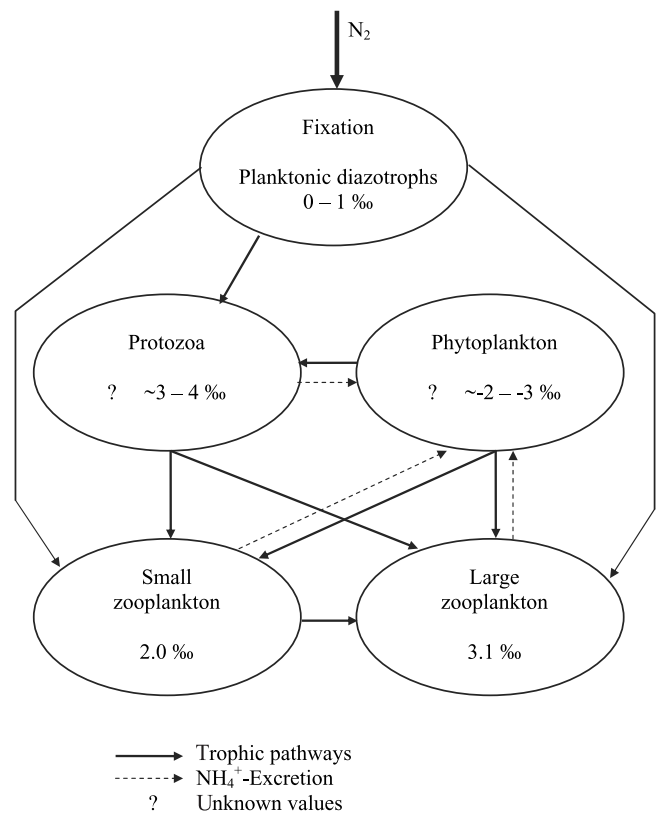 N₂
Fixation
Planktonic diazotrophs
0 – 1 ‰
Protozoa
? ~3 – 4 ‰
Phytoplankton
? ~-2 – -3 ‰
Small
zooplankton
2.0 ‰
Large
zooplankton
3.1 ‰
Trophic pathways
NH₄⁺-Excretion
? Unknown values